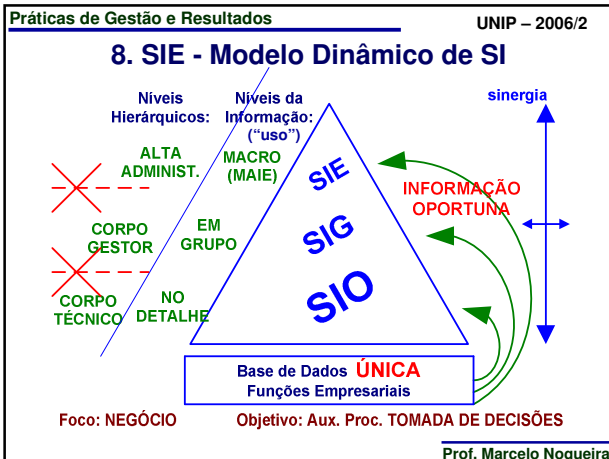 Práticas de Gestão e Resultados
UNIP – 2006/2
8. SIE - Modelo Dinâmico de SI
Níveis
Hierárquicos:
Níveis da
Informação:
("uso")
sinergia
ALTA
ADMINIST.
MACRO
(MAIE)
SIE
INFORMAÇÃO
OPORTUNA
CORPO
GESTOR
EM
GRUPO
SIG
CORPO
TÉCNICO
NO
DETALHE
SIO
Base de Dados ÚNICA
Funções Empresariais
Foco: NEGÓCIO
Objetivo: Aux. Proc. TOMADA DE DECISÕES
Prof. Marcelo Nogueira